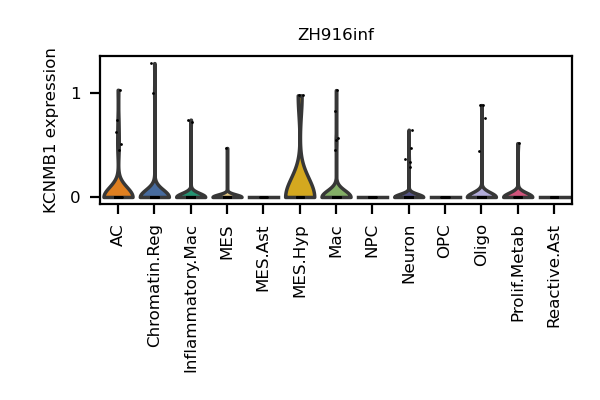 ZH916inf
KCNMB1 expression
1
0
AC
Chromatin.Reg
Inflammatory.Mac
MES
MES.Ast
MES.Hyp
Mac
NPC
Neuron
OPC
Oligo
Prolif.Metab
Reactive.Ast